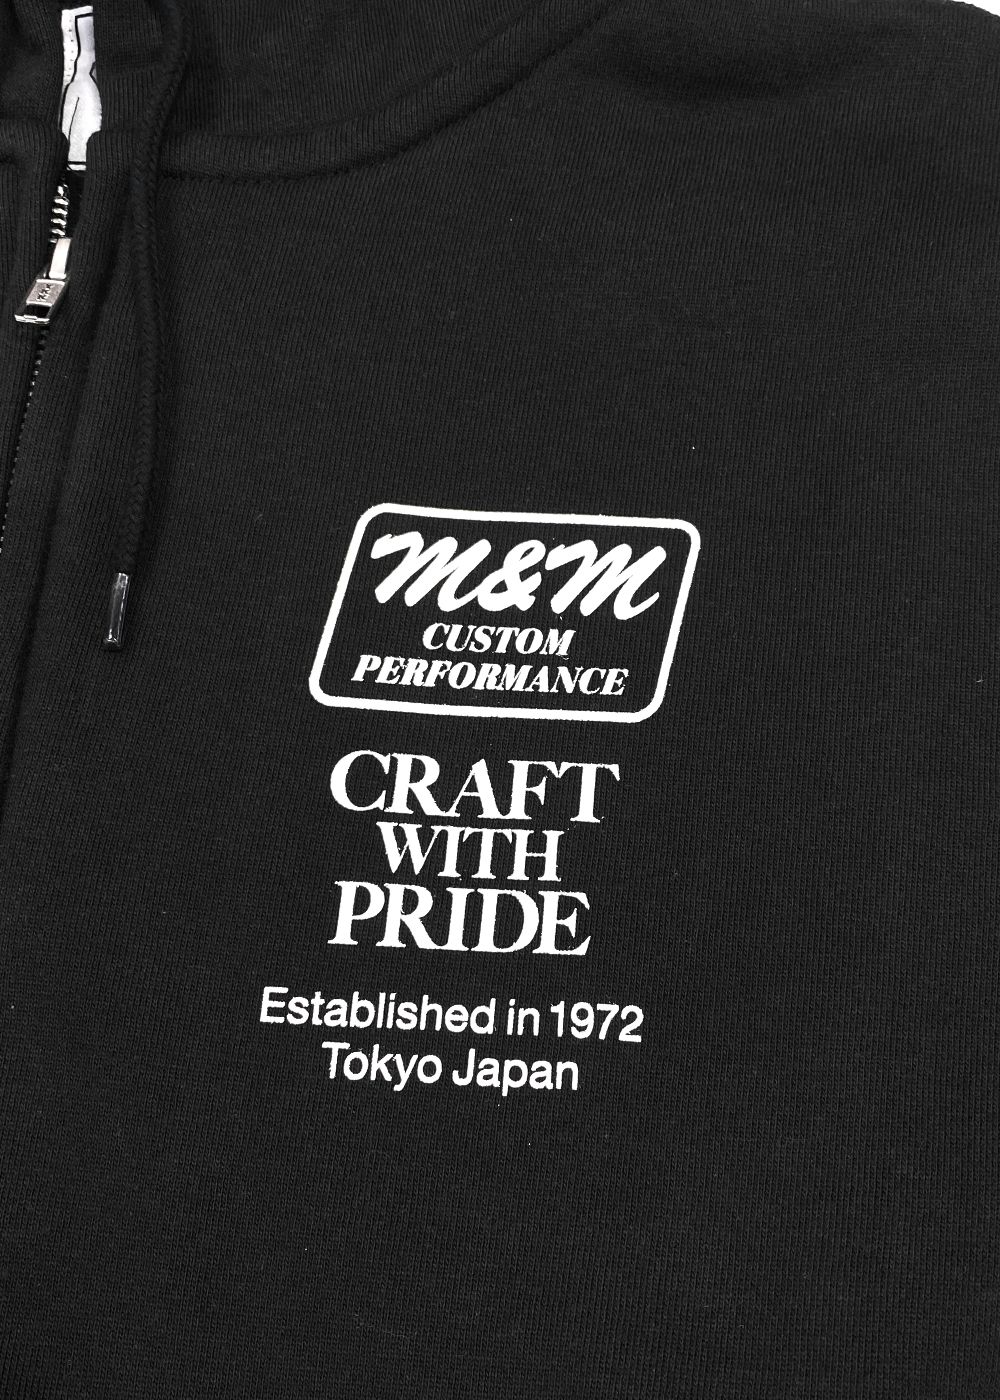 M&M
CUSTOM
PERFORMANCE
CRAFT
WITH
PRIDE
Established in 1972
Tokyo Japan